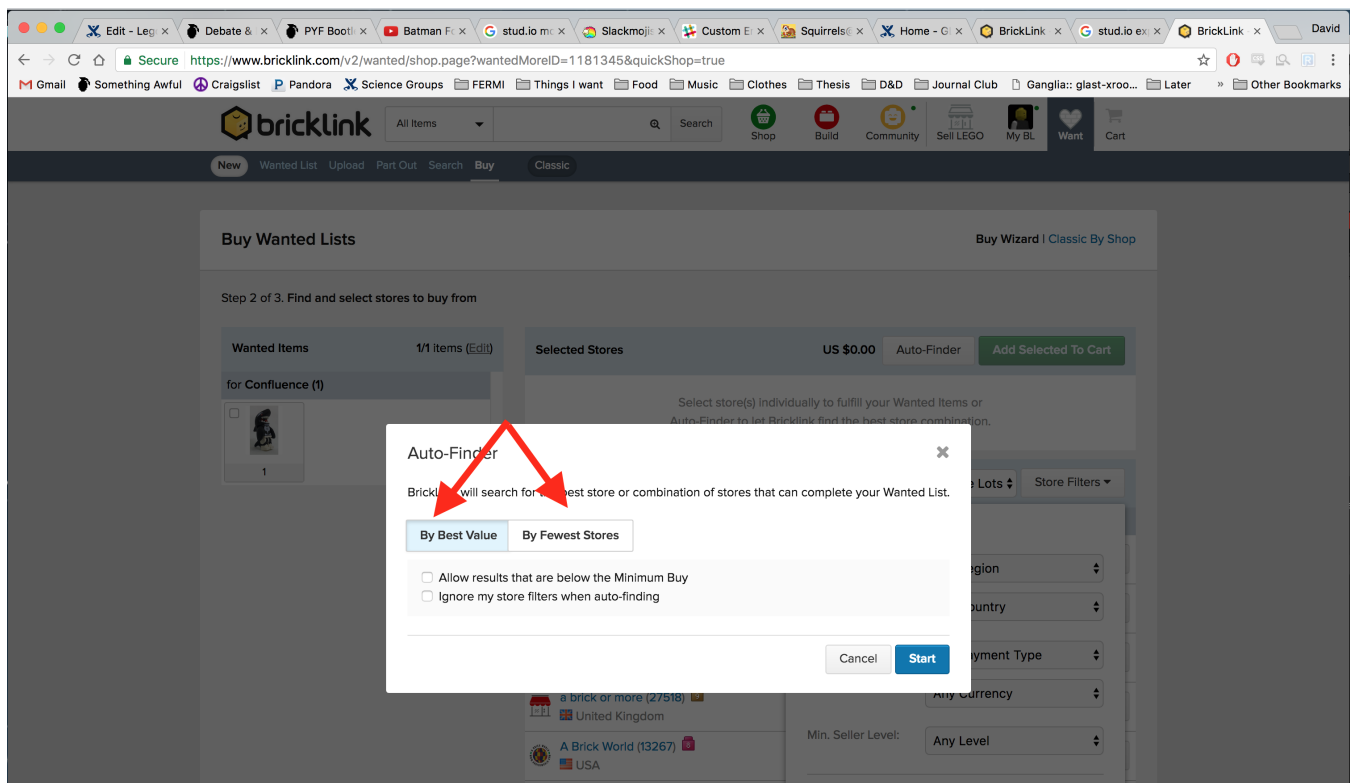 Edit - Leg
Debate &
PYF Bootl
Batman Fo
stud.io mo
Slackmojis
Custom E
Squirrels@
Home - Gl
BrickLink
stud.io ex
BrickLink -
David
Secure https://www.bricklink.com/v2/wanted/shop.page?wantedMoreID=1181345&quickShop=true
Gmail Something Awful Craigslist Pandora Science Groups FERMI Things I want Food Music Clothes Thesis D&D Journal Club Ganglia:: glast-xroo... Later » Other Bookmarks
bricklink All Items Search Shop Build Community Sell LEGO My BL Want Cart
New Wanted List Upload Part Out Search Buy Classic
Buy Wanted Lists
Buy Wizard | Classic By Shop
Step 2 of 3. Find and select stores to buy from
Wanted Items 1/1 items (Edit)
for Confluence (1)
1
Selected Stores US $0.00 Auto-Finder Add Selected To Cart
Select store(s) individually to fulfill your Wanted Items or
Auto-Finder to let Bricklink find the best store combination.
Lots Store Filters
Auto-Finder
will search for best store or combination of stores that can complete your Wanted List.
By Best Value By Fewest Stores
Allow results that are below the Minimum Buy
Ignore my store filters when auto-finding
Cancel Start
egion
ountry
yment Type
Any Currency
Min. Seller Level: Any Level
a brick or more (27518)
United Kingdom
A Brick World (13267)
USA